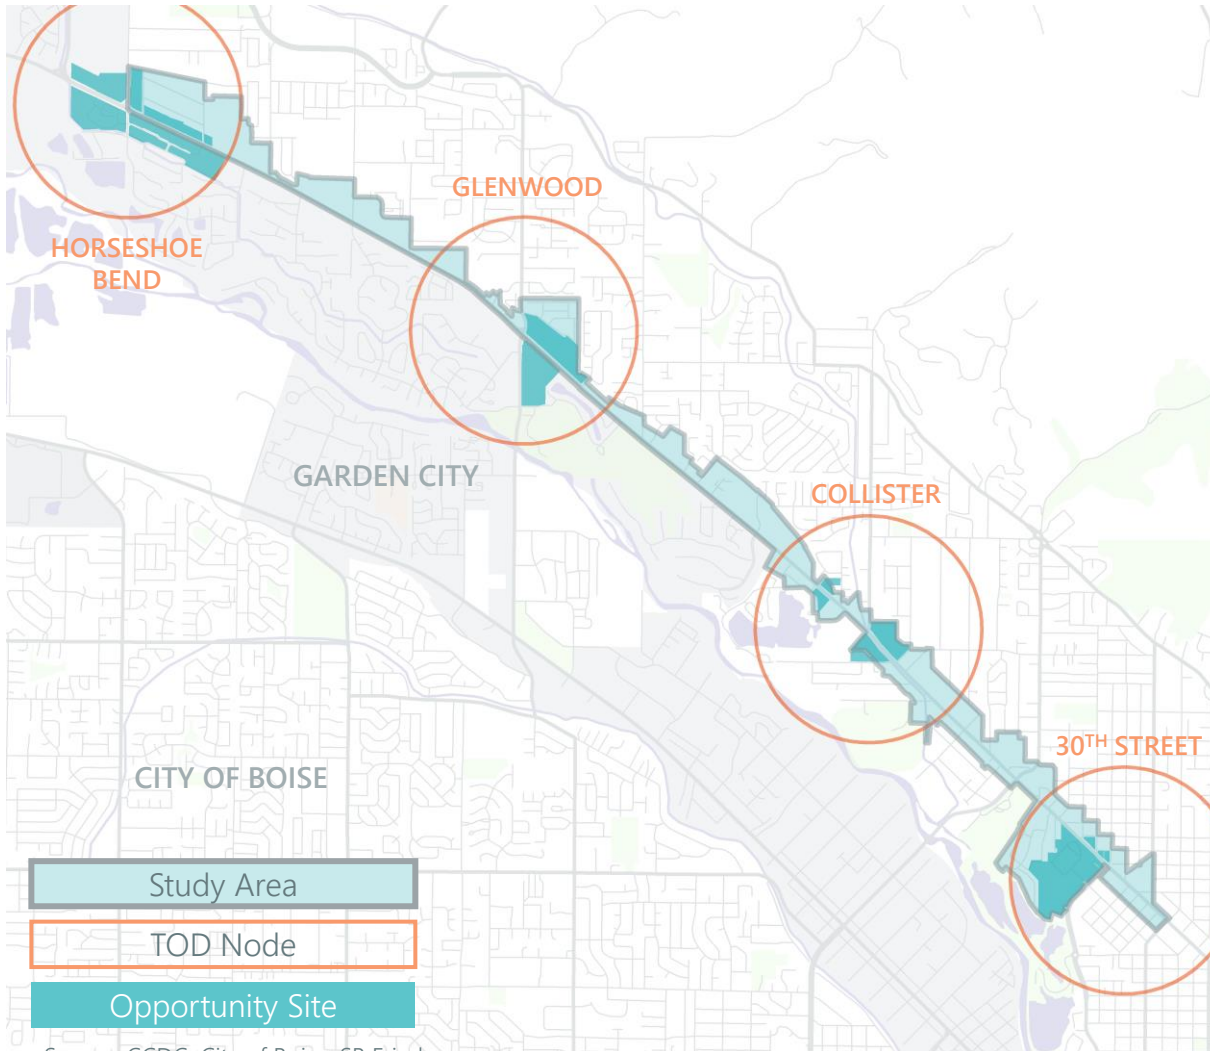 GLENWOOD
HORSESHOE
BEND
GARDEN CITY
COLLISTER
30TH STREET
CITY OF BOISE
Study Area
TOD Node
Opportunity Site